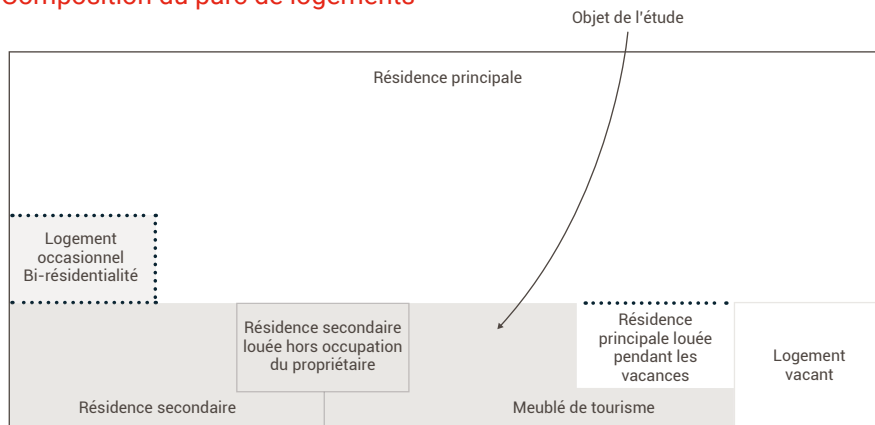 Composition du parc de logements
Objet de l'étude
Résidence principale
Logement
occasionnel
Bi-résidentialité
Résidence secondaire
louée hors occupation
du propriétaire
Résidence
principale louée
pendant les
vacances
Logement
vacant
Résidence secondaire
Meublé de tourisme